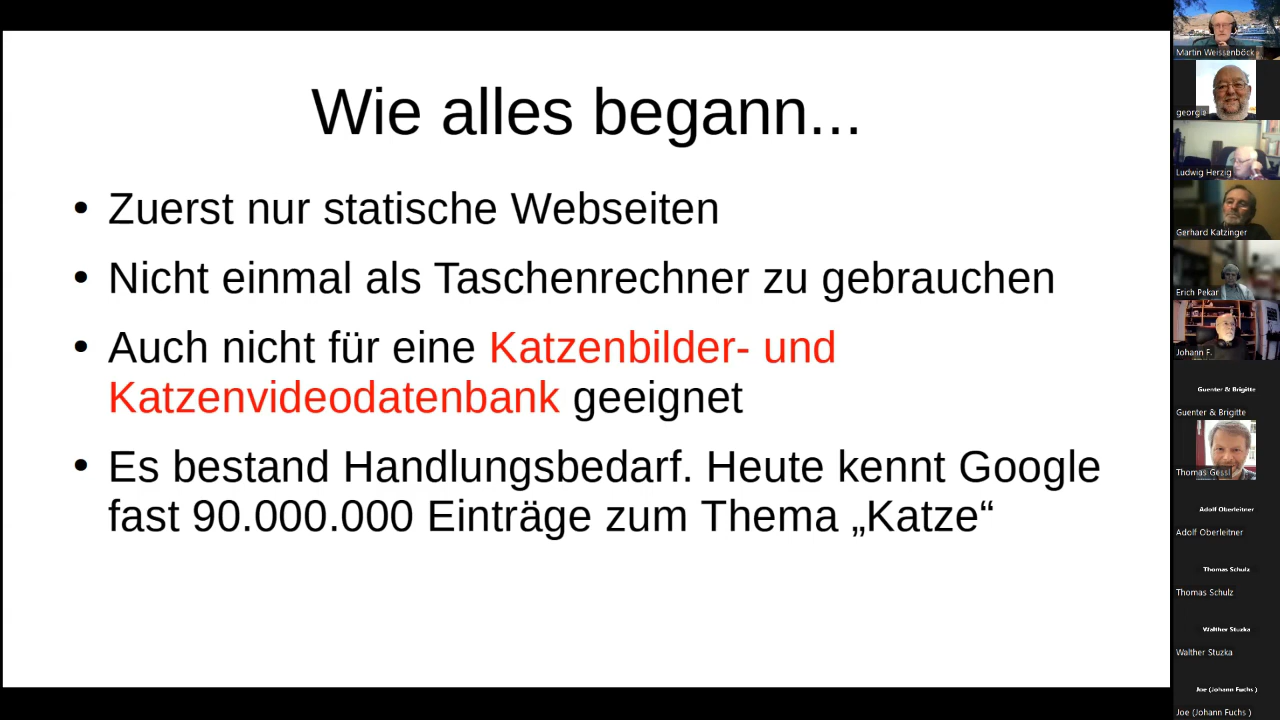 Wie alles begann...
• Zuerst nur statische Webseiten
• Nicht einmal als Taschenrechner zu gebrauchen
• Auch nicht für eine Katzenbilder- und
Katzenvideodatenbank geeignet
• Es bestand Handlungsbedarf. Heute kennt Google
fast 90.000.000 Einträge zum Thema „Katze“
Martin Weissenböck
georgie
Ludwig Herzig
Gerhard Katzinger
Erich Pekar
Johann F.
Guenter & Brigitte
Guenter & Brigitte
Thomas Gessl
Adolf Oberleitner
Adolf Oberleitner
Thomas Schulz
Thomas Schulz
Walther Stuzka
Walther Stuzka
Joe (Johann Fuchs )
Joe (Johann Fuchs )